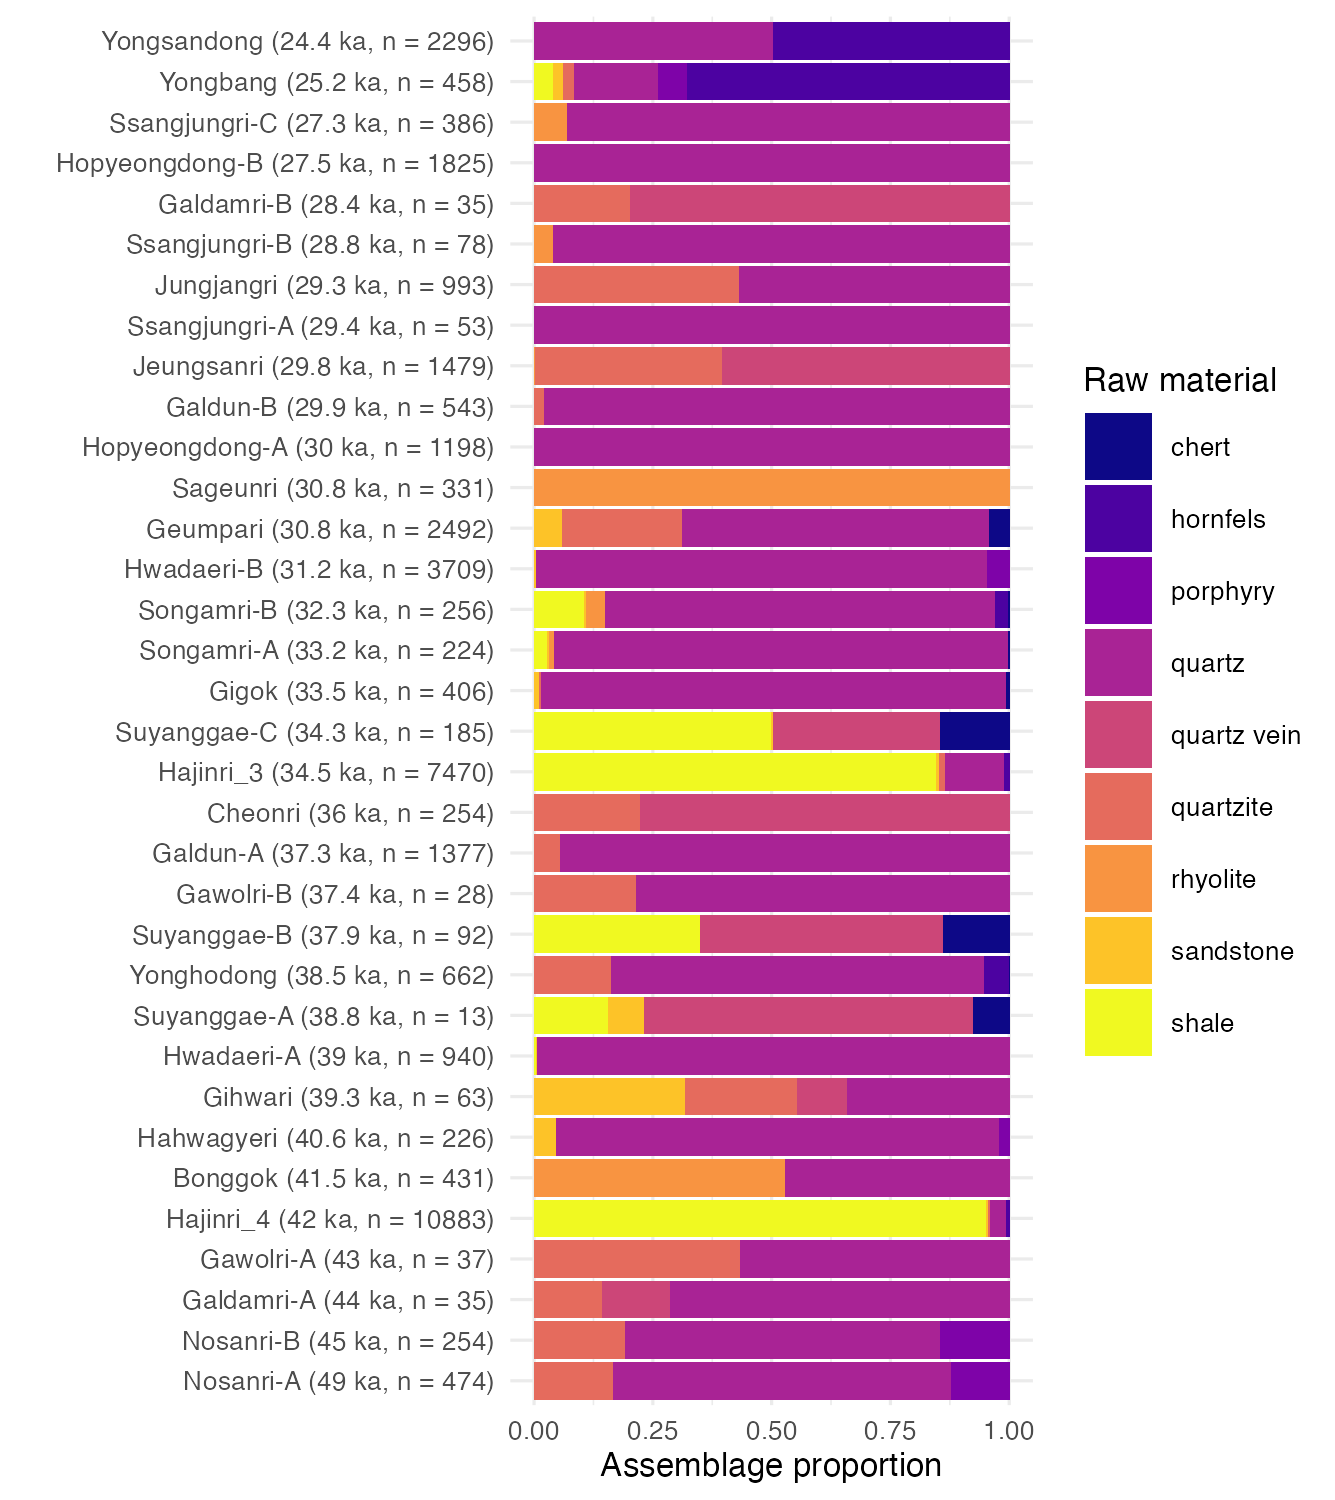 Yongsandong (24.4 ka, n = 2296)
Yongbang (25.2 ka, n = 458)
Ssangjungri-C (27.3 ka, n = 386)
Hopyeongdong-B (27.5 ka, n = 1825)
Galdamri-B (28.4 ka, n = 35)
Ssangjungri-B (28.8 ka, n = 78)
Jungjangri (29.3 ka, n = 993)
Ssangjungri-A (29.4 ka, n = 53)
Jeungsanri (29.8 ka, n = 1479)
Galdun-B (29.9 ka, n = 543)
Hopyeongdong-A (30 ka, n = 1198)
Sageunri (30.8 ka, n = 331)
Geumpari (30.8 ka, n = 2492)
Hwadaeri-B (31.2 ka, n = 3709)
Songamri-B (32.3 ka, n = 256)
Songamri-A (33.2 ka, n = 224)
Gigok (33.5 ka, n = 406)
Suyanggae-C (34.3 ka, n = 185)
Hajinri_3 (34.5 ka, n = 7470)
Cheonri (36 ka, n = 254)
Galdun-A (37.3 ka, n = 1377)
Gawolri-B (37.4 ka, n = 28)
Suyanggae-B (37.9 ka, n = 92)
Yonghodong (38.5 ka, n = 662)
Suyanggae-A (38.8 ka, n = 13)
Hwadaeri-A (39 ka, n = 940)
Gihwari (39.3 ka, n = 63)
Hahwagyeri (40.6 ka, n = 226)
Bonggok (41.5 ka, n = 431)
Hajinri_4 (42 ka, n = 10883)
Gawolri-A (43 ka, n = 37)
Galdamri-A (44 ka, n = 35)
Nosanri-B (45 ka, n = 254)
Nosanri-A (49 ka, n = 474)
0.00 0.25 0.50 0.75 1.00
Assemblage proportion
Raw material
chert
hornfels
porphyry
quartz
quartz vein
quartzite
rhyolite
sandstone
shale